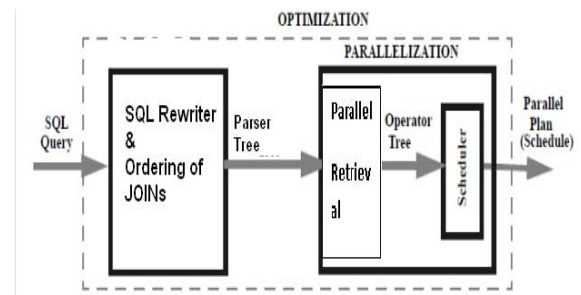 OPTIMIZATION
PARALLELIZATION
SQL
Query
SQL Rewriter
&
Ordering of
JOINs
Parser
Tree
Parallel
Retriev
al
Operator
Tree
Scheduler
Parallel
Plan
(Schedule)